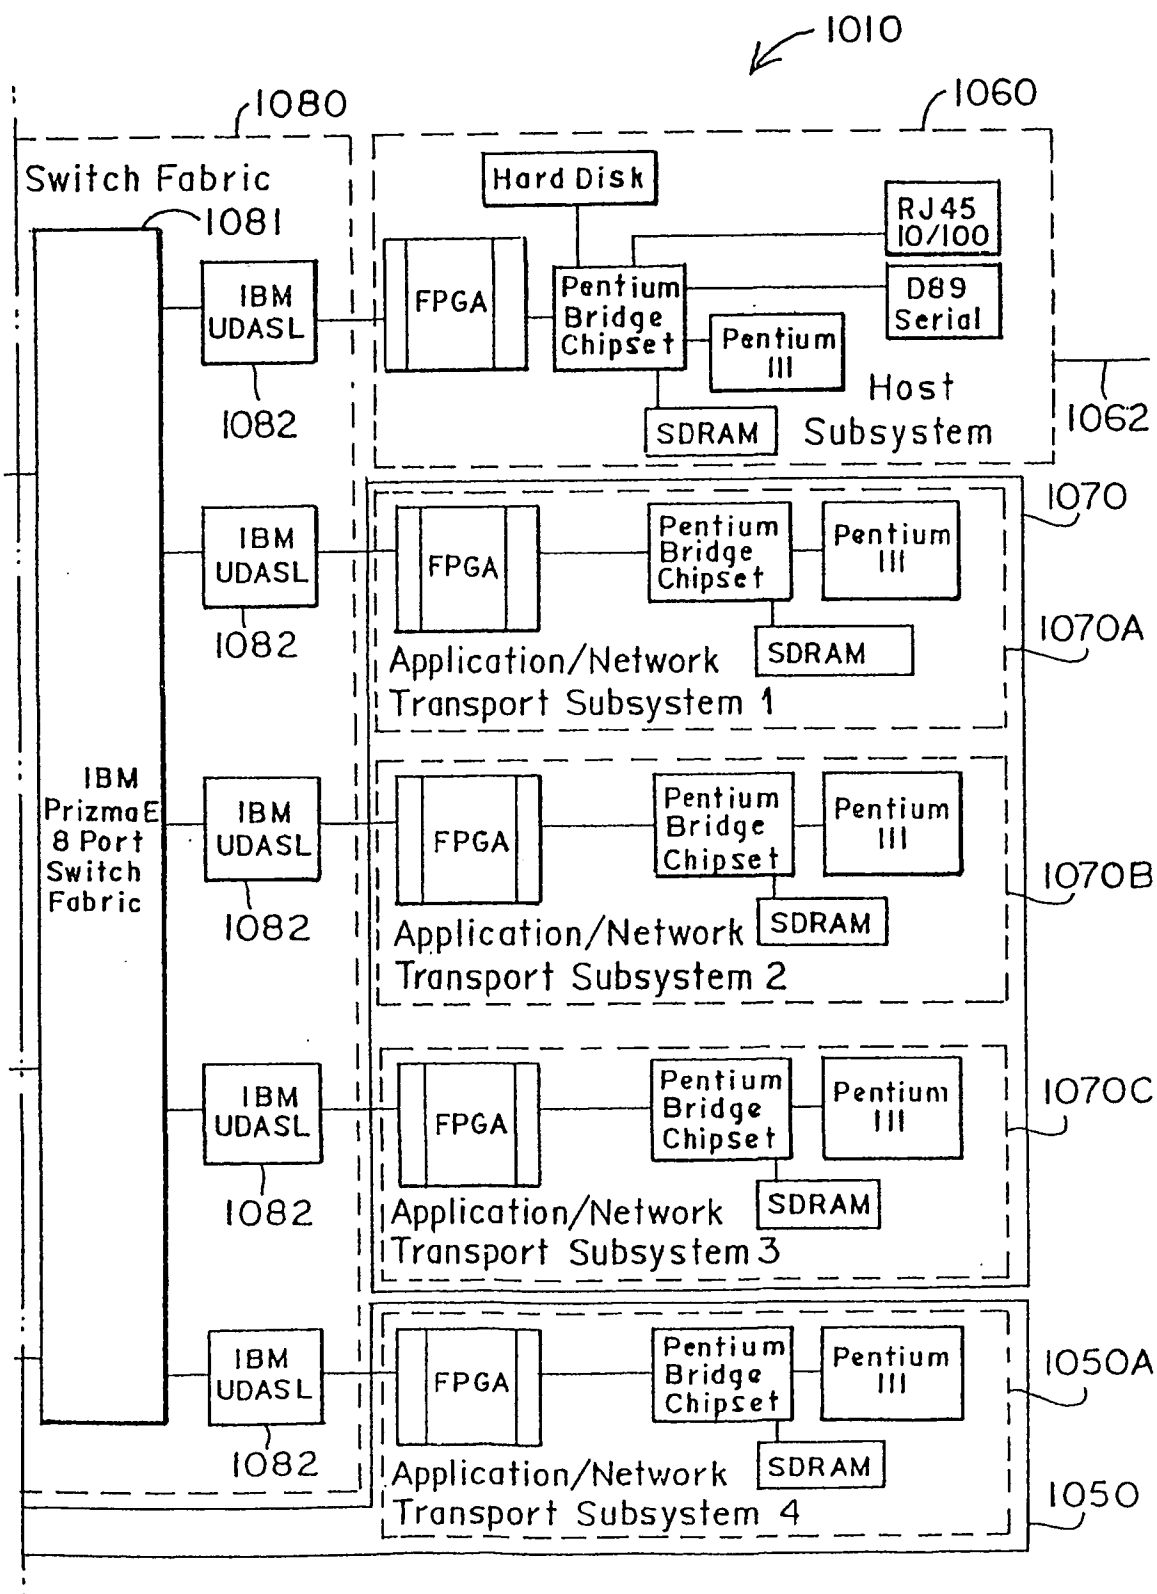 1010
1080
1060
Switch Fabric
1081
Hard Disk
RJ45
10/100
IBM
UDASL
FPGA
Pentium
Bridge
Chipset
D89
Serial
Pentium
III
1082
SDRAM
Host
Subsystem
1062
1070
IBM
UDASL
FPGA
Pentium
Bridge
Chipset
Pentium
III
1082
1070A
SDRAM
Application/Network
Transport Subsystem 1
IBM
PrizmaE
8 Port
Switch
Fabric
IBM
UDASL
FPGA
Pentium
Bridge
Chipset
Pentium
III
1070B
1082
SDRAM
Application/Network
Transport Subsystem 2
IBM
UDASL
FPGA
Pentium
Bridge
Chipset
Pentium
III
1070C
1082
SDRAM
Application/Network
Transport Subsystem 3
IBM
UDASL
FPGA
Pentium
Bridge
Chipset
Pentium
III
1050A
1082
SDRAM
Application/Network
Transport Subsystem 4
1050